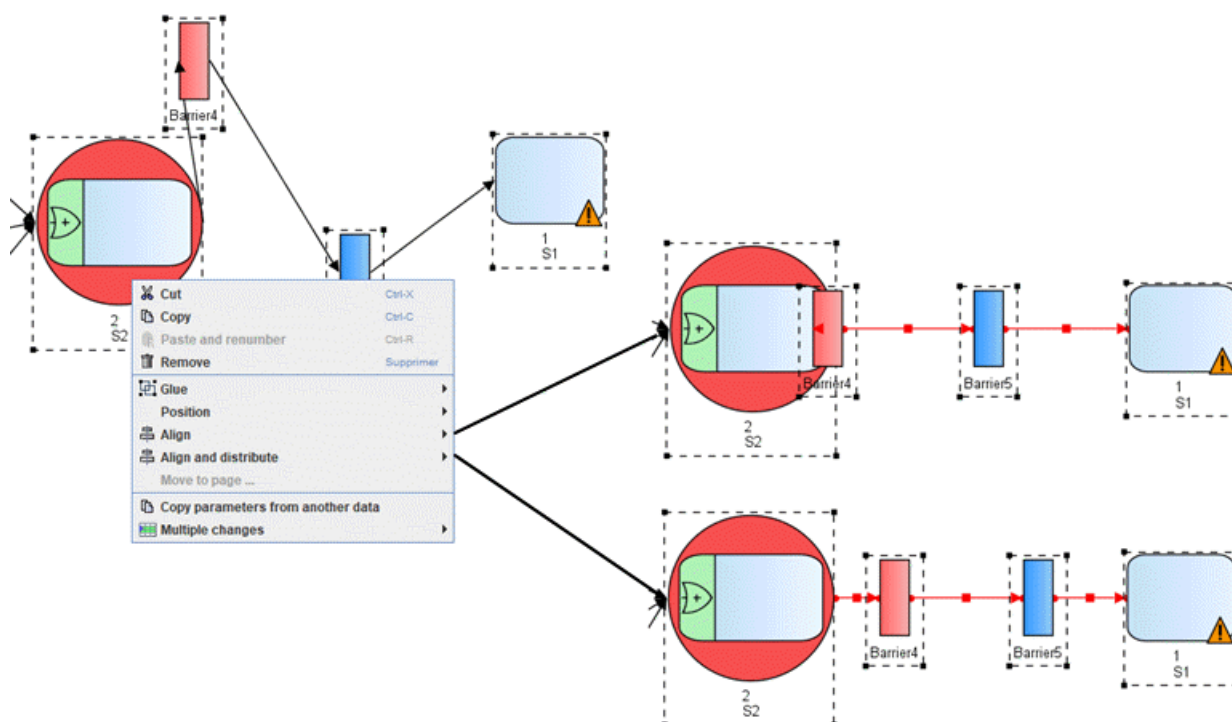 Barrier4
2
S2
1
S1
Cut Ctrl-X
Copy Ctrl-C
Paste and renumber Ctrl-R
Remove Supprimer
Glue
Position
Align
Align and distribute
Move to page ...
Copy parameters from another data
Multiple changes
Barrier4
Barrier5
2
S2
1
S1
Barrier4
Barrier5
2
S2
1
S1